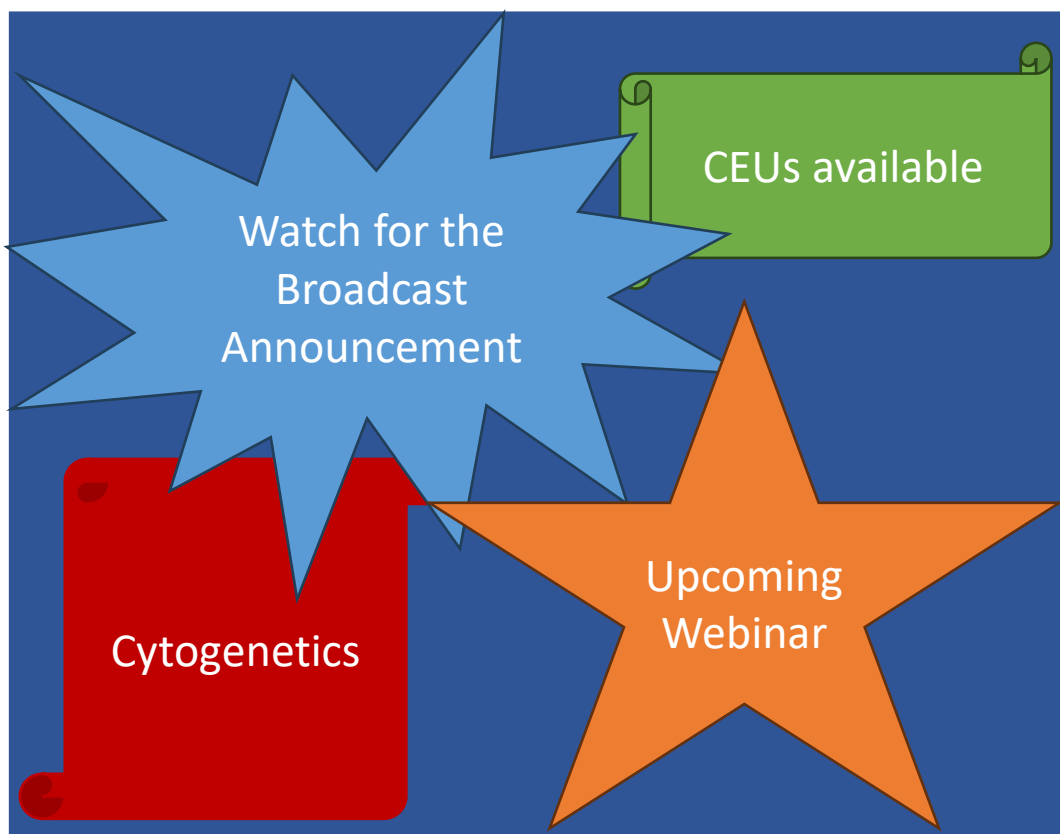 CEUs available
Watch for the
Broadcast
Announcement
Upcoming
Webinar
Cytogenetics